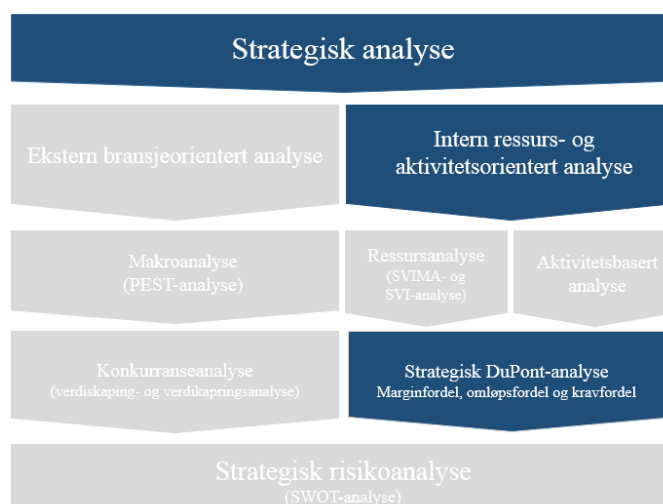 Strategisk analyse
Ekstern bransjeorientert analyse
Intern ressurs- og
aktivitetsorientert analyse
Makroanalyse
(PEST-analyse)
Ressursanalyse
(SVIMA- og
SVI-analyse)
Aktivitetsbasert
analyse
Konkurranseanalyse
(verdiskaping- og verdikapringsanalyse)
Strategisk DuPont-analyse
Marginfordel, omløpsfordel og kravfordel
Strategisk risikoanalyse
(SWOT-analyse)